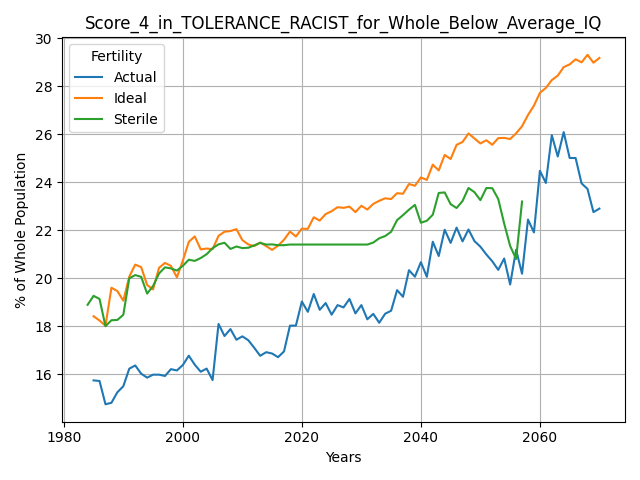 Score_4_in_TOLERANCE_RACIST_for_Whole_Below_Average_IQ
Fertility
Actual
Ideal
Sterile
% of Whole Population
30
28
26
24
22
20
18
16
1980
2000
2020
2040
2060
Years